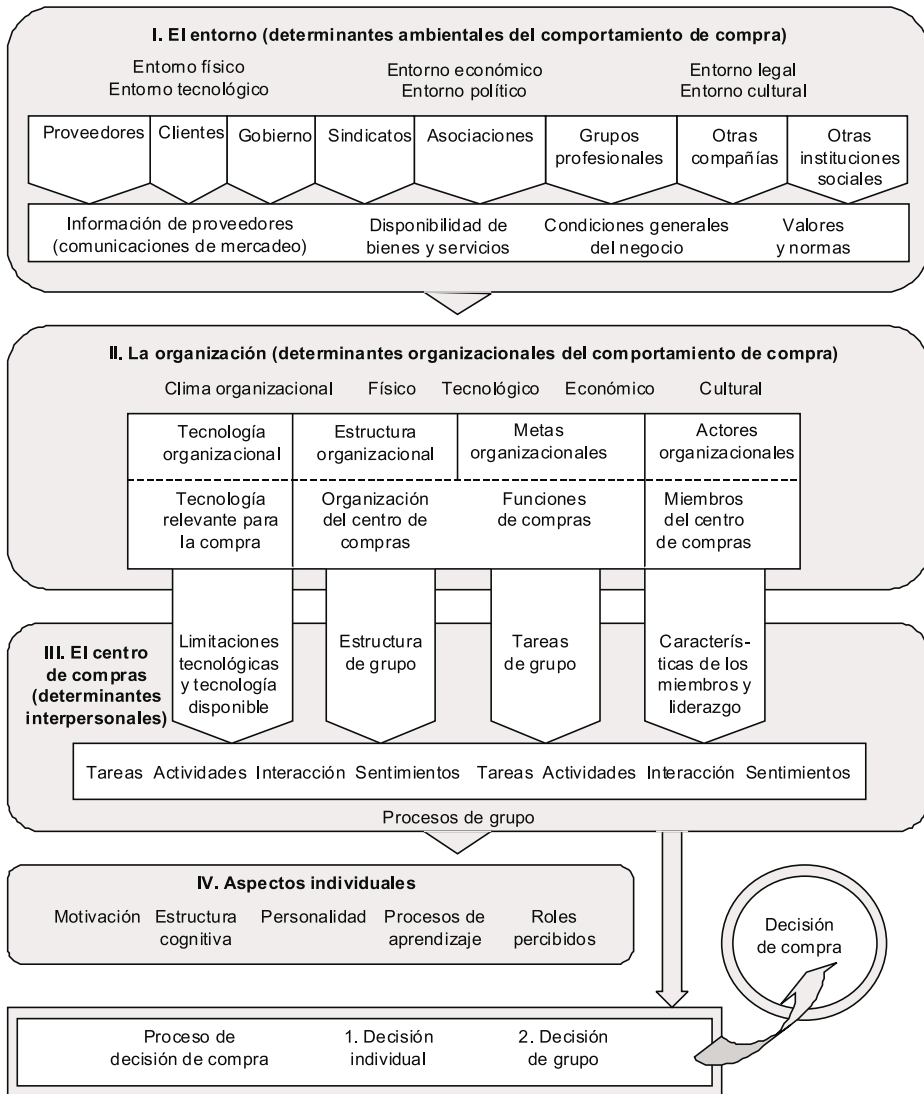 I. El entorno (determinantes ambientales del comportamiento de compra)
Entorno físico
Entorno tecnológico
Entorno económico
Entorno político
Entorno legal
Entorno cultural
Proveedores
Clientes
Gobierno
Sindicatos
Asociaciones
Grupos
profesionales
Otras
compañías
Otras
instituciones
sociales
Información de proveedores
(comunicaciones de mercadeo)
Disponibilidad de
bienes y servicios
Condiciones generales
del negocio
Valores
y normas
II. La organización (determinantes organizacionales del comportamiento de compra)
Clima organizacional Físico Tecnológico Económico Cultural
Tecnología
organizacional
Estructura
organizacional
Metas
organizacionales
Actores
organizacionales
Tecnología
relevante para
la compra
Organización
del centro de
compras
Funciones
de compras
Miembros
del centro
de compras
III. El centro
de compras
(determinantes
interpersonales)
Limitaciones
tecnológicas
y tecnología
disponible
Estructura
de grupo
Tareas
de grupo
Caracterís-
ticas de los
miembros y
liderazgo
Tareas Actividades Interacción Sentimientos Tareas Actividades Interacción Sentimientos
Procesos de grupo
IV. Aspectos individuales
Motivación
Estructura
cognitiva
Personalidad
Procesos de
aprendizaje
Roles
percibidos
Decisión
de compra
Proceso de
decisión de compra
1. Decisión
individual
2. Decisión
de grupo